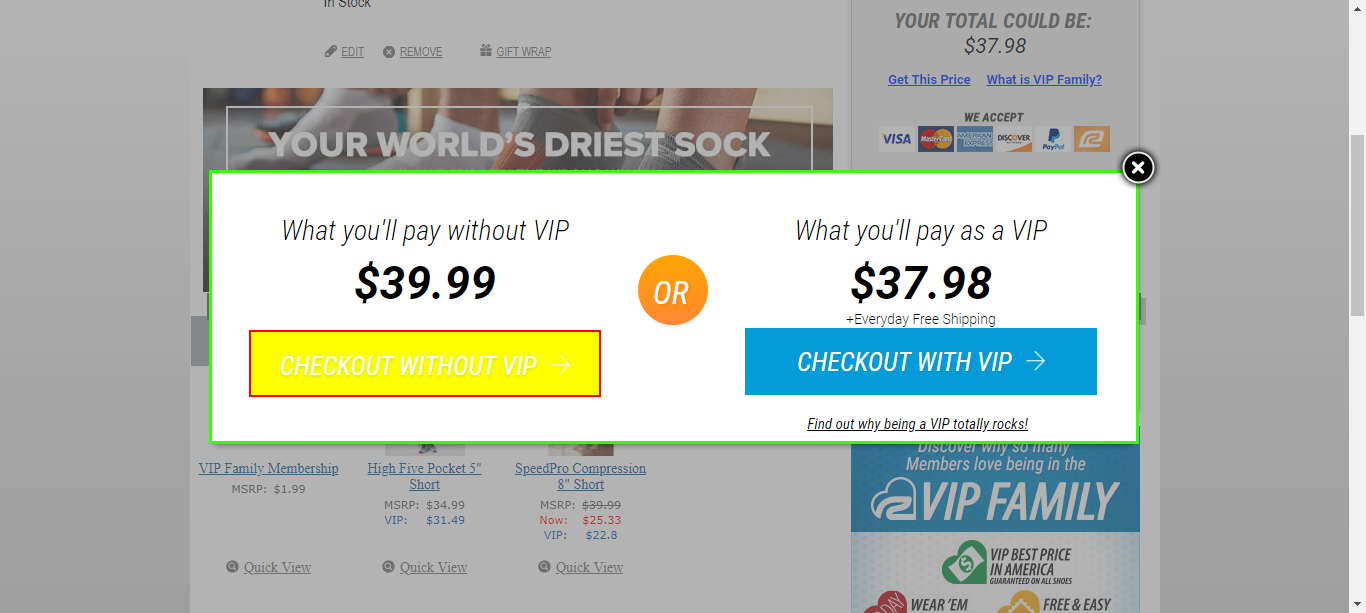 In Stock
EDIT REMOVE GIFT WRAP
YOUR WORLD'S DRIEST SOCK
YOUR TOTAL COULD BE:
$37.98
Get This Price What is VIP Family?
WE ACCEPT
VISA MasterCard AMERICAN EXPRESS DISCOVER NETWORK PayPal
What you'll pay without VIP
$39.99
CHECKOUT WITHOUT VIP →
OR
What you'll pay as a VIP
$37.98
+Everyday Free Shipping
CHECKOUT WITH VIP →
Find out why being a VIP totally rocks!
VIP Family Membership
MSRP: $1.99
Quick View
High Five Pocket 5"
Short
MSRP: $34.99
VIP: $31.49
Quick View
SpeedPro Compression
8" Short
MSRP: $39.99
Now: $25.33
VIP: $22.8
Quick View
Discover why so many
Members love being in the
VIP FAMILY
VIP BEST PRICE
IN AMERICA
GUARANTEED ON ALL SHOES
WEAR 'EM
FREE & EASY